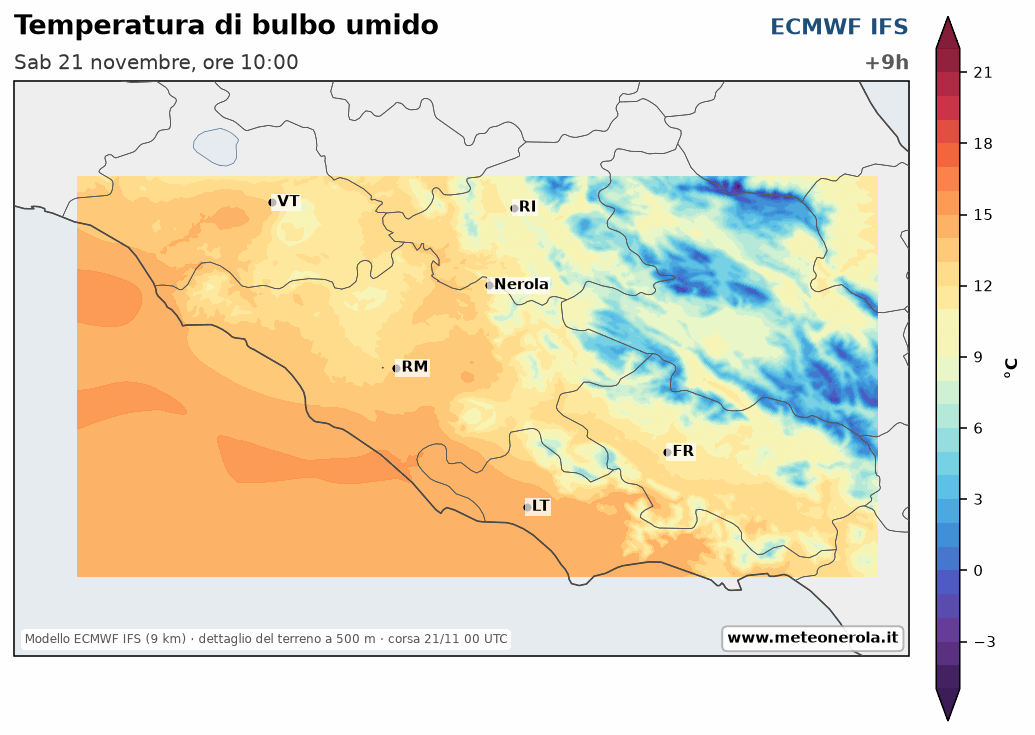 Temperatura di bulbo umido
ECMWF IFS
Sab 21 novembre, ore 10:00
+9h
VT
RI
Nerola
RM
FR
LT
21
18
15
12
9
6
3
0
−3
°C
Modello ECMWF IFS (9 km) · dettaglio del terreno a 500 m · corsa 21/11 00 UTC
www.meteonerola.it